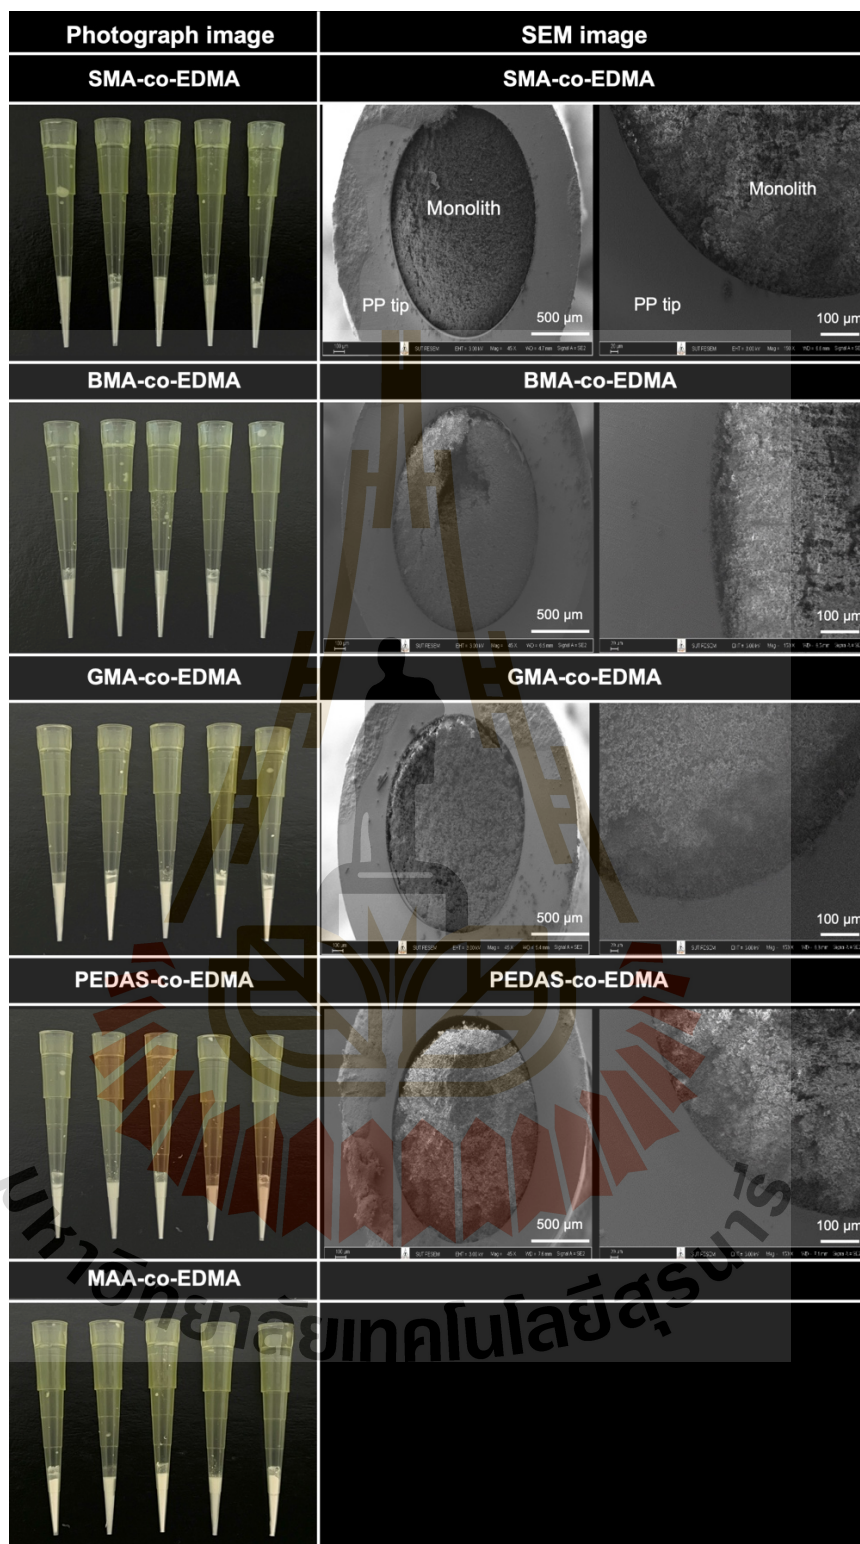 Photograph image
SEM image
SMA-co-EDMA
SMA-co-EDMA
Monolith
PP tip
500 µm
Monolith
PP tip
100 µm
BMA-co-EDMA
BMA-co-EDMA
500 µm
100 µm
GMA-co-EDMA
GMA-co-EDMA
500 µm
100 µm
PEDAS-co-EDMA
PEDAS-co-EDMA
500 µm
100 µm
MAA-co-EDMA
มหาวิทยาลัยเทคโนโลยีสุรนารี